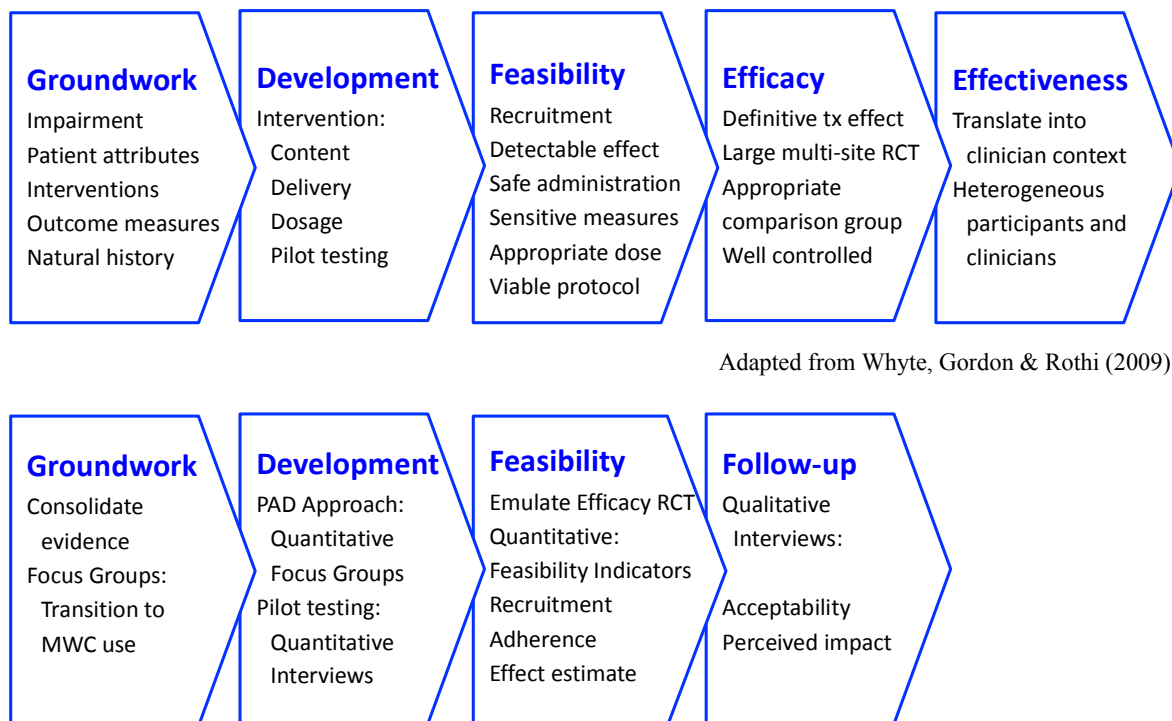 Groundwork
Impairment
Patient attributes
Interventions
Outcome measures
Natural history
Development
Intervention:
Content
Delivery
Dosage
Pilot testing
Feasibility
Recruitment
Detectable effect
Safe administration
Sensitive measures
Appropriate dose
Viable protocol
Efficacy
Definitive tx effect
Large multi-site RCT
Appropriate
comparison group
Well controlled
Effectiveness
Translate into
clinician context
Heterogeneous
participants and
clinicians
Adapted from Whyte, Gordon & Rothi (2009)
Groundwork
Consolidate
evidence
Focus Groups:
Transition to
MWC use
Development
PAD Approach:
Quantitative
Focus Groups
Pilot testing:
Quantitative
Interviews
Feasibility
Emulate Efficacy RCT
Quantitative:
Feasibility Indicators
Recruitment
Adherence
Effect estimate
Follow-up
Qualitative
Interviews:
Acceptability
Perceived impact